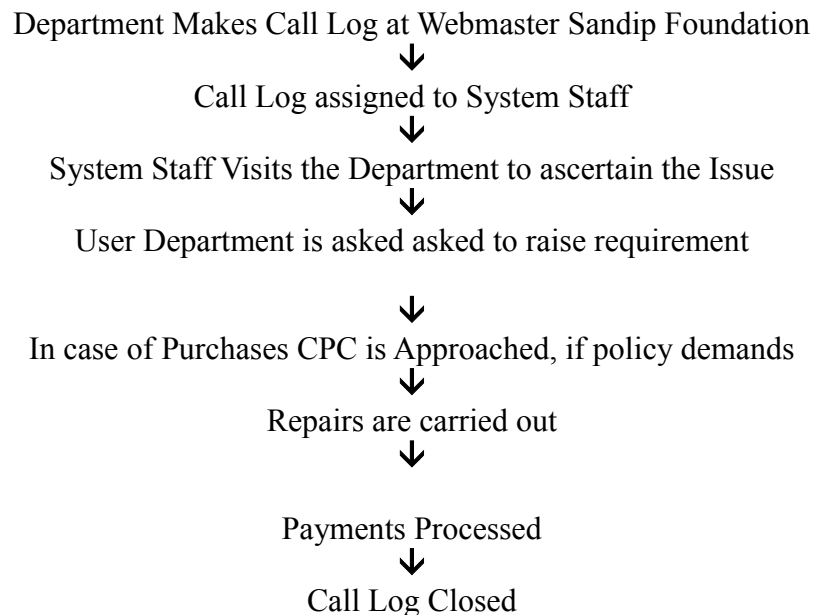 Department Makes Call Log at Webmaster Sandip Foundation
↓
Call Log assigned to System Staff
↓
System Staff Visits the Department to ascertain the Issue
↓
User Department is asked asked to raise requirement
↓
In case of Purchases CPC is Approached, if policy demands
↓
Repairs are carried out
↓
Payments Processed
↓
Call Log Closed